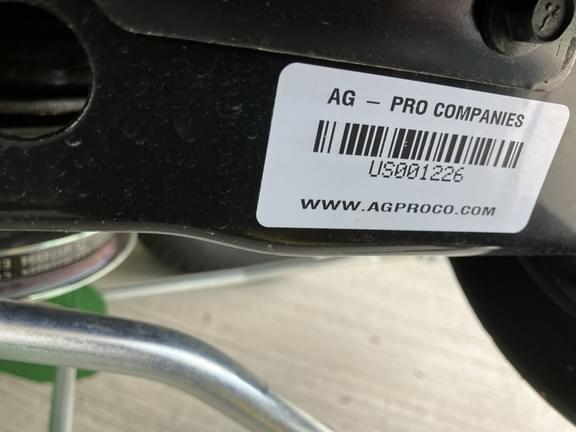 AG – PRO COMPANIES
US001226
WWW.AGPROCO.COM